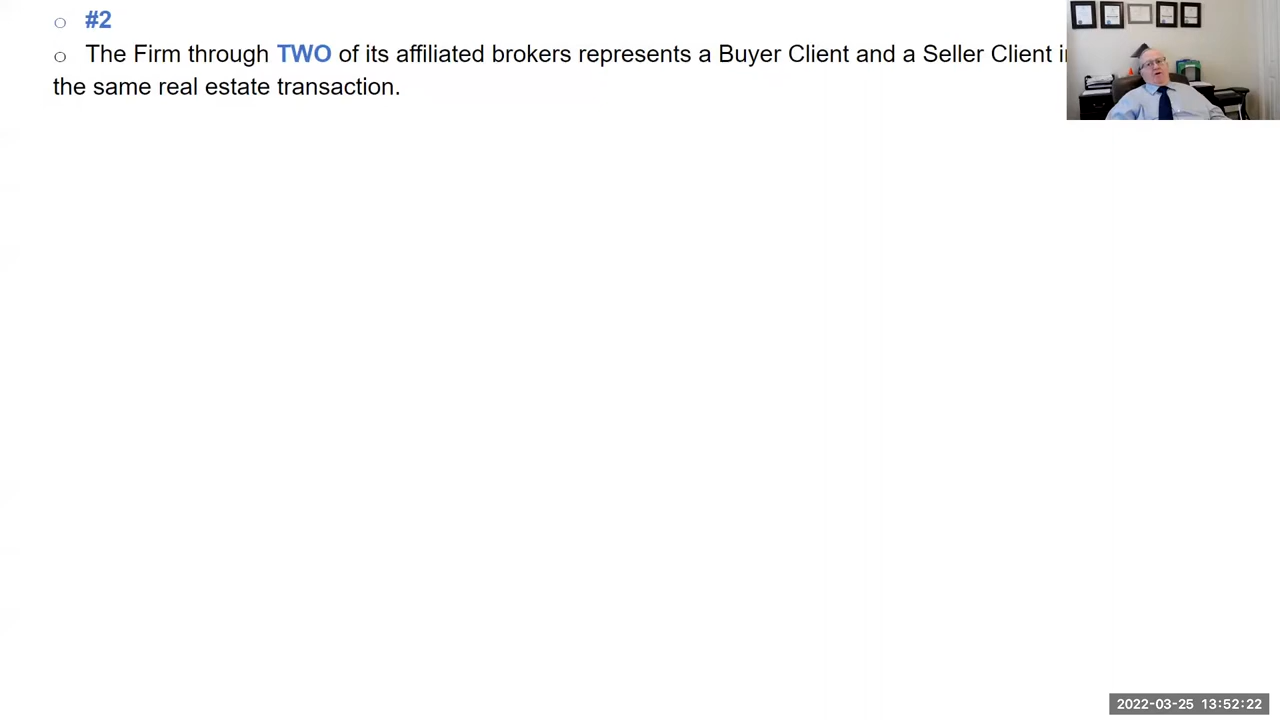 #2
The Firm through TWO of its affiliated brokers represents a Buyer Client and a Seller Client
the same real estate transaction.
2022-03-25 13:52:22